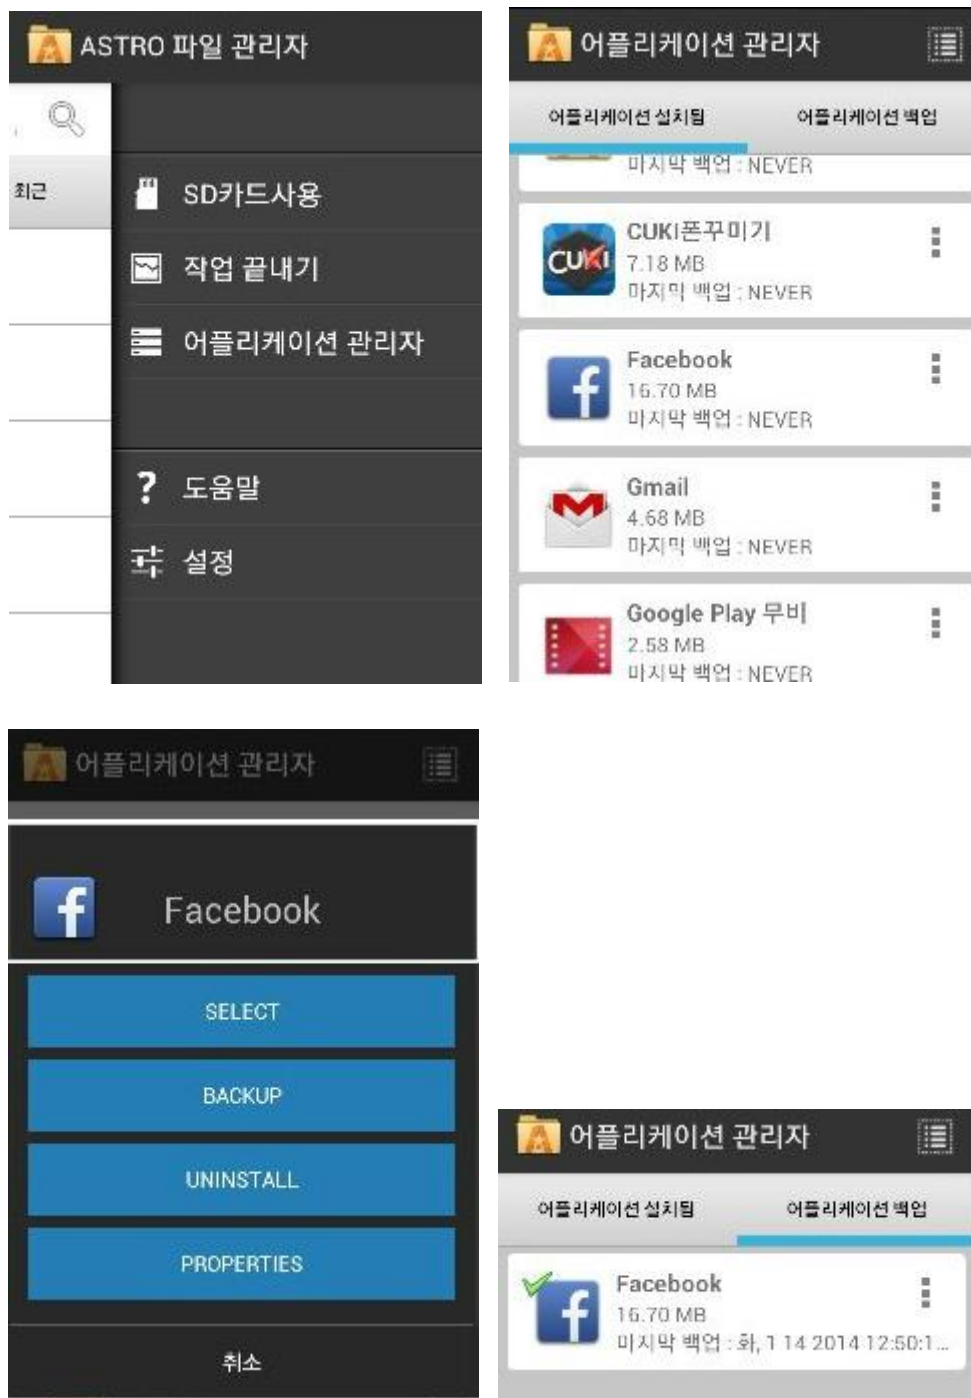 ASTRO 파일 관리자
최근
SD카드사용
작업 끝내기
어플리케이션 관리자
도움말
설정
어플리케이션 관리자
어플리케이션 설치됨
어플리케이션 백업
마지막 백업 : NEVER
CUKI
CUKI폰꾸미기
7.18 MB
마지막 백업 : NEVER
Facebook
16.70 MB
마지막 백업 : NEVER
Gmail
4.68 MB
마지막 백업 : NEVER
Google Play 무비
2.58 MB
마지막 백업 : NEVER
어플리케이션 관리자
Facebook
SELECT
BACKUP
UNINSTALL
PROPERTIES
취소
어플리케이션 관리자
어플리케이션 설치됨
어플리케이션 백업
Facebook
16.70 MB
마지막 백업 : 화, 1 14 2014 12:50:1...